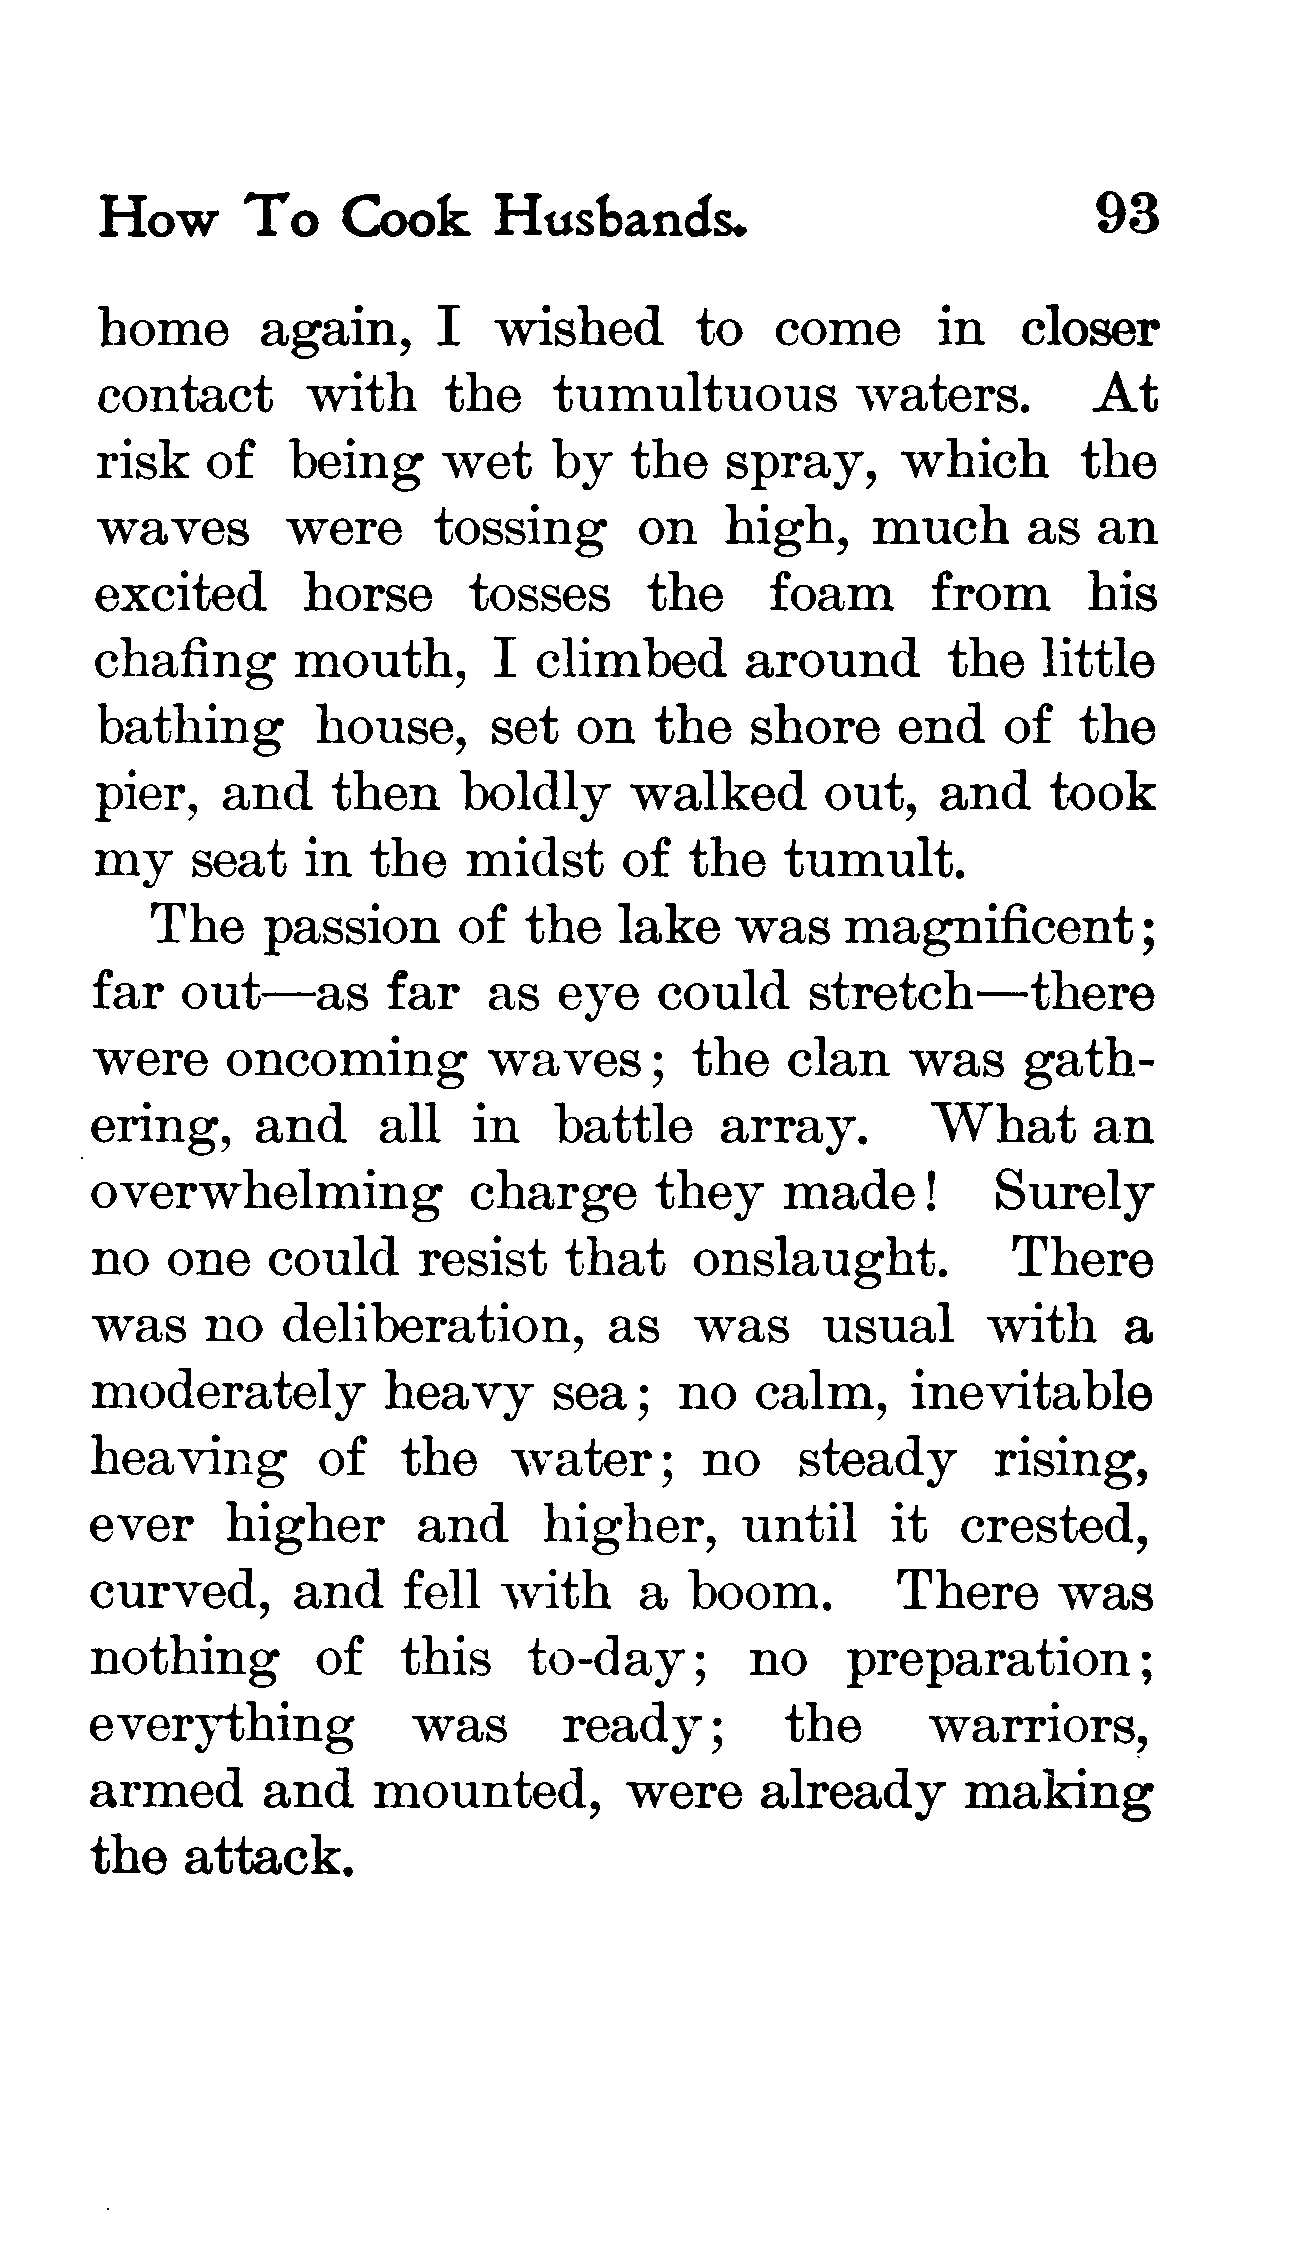 How To Cook Husbands. 93
home again, I wished to come in closer
contact with the tumultuous waters. At
risk of being wet by the spray, which the
waves were tossing on high, much as an
excited horse tosses the foam from his
chafing mouth, I climbed around the little
bathing house, set on the shore end of the
pier, and then boldly walked out, and took
my seat in the midst of the tumult.
The passion of the lake was magnificent;
far out—as far as eye could stretch—there
were oncoming waves; the clan was gath-
ering, and all in battle array. What an
overwhelming charge they made! Surely
no one could resist that onslaught. There
was no deliberation, as was usual with a
moderately heavy sea; no calm, inevitable
heaving of the water; no steady rising,
ever higher and higher, until it crested,
curved, and fell with a boom. There was
nothing of this to-day; no preparation;
everything was ready; the warriors,
armed and mounted, were already making
the attack.